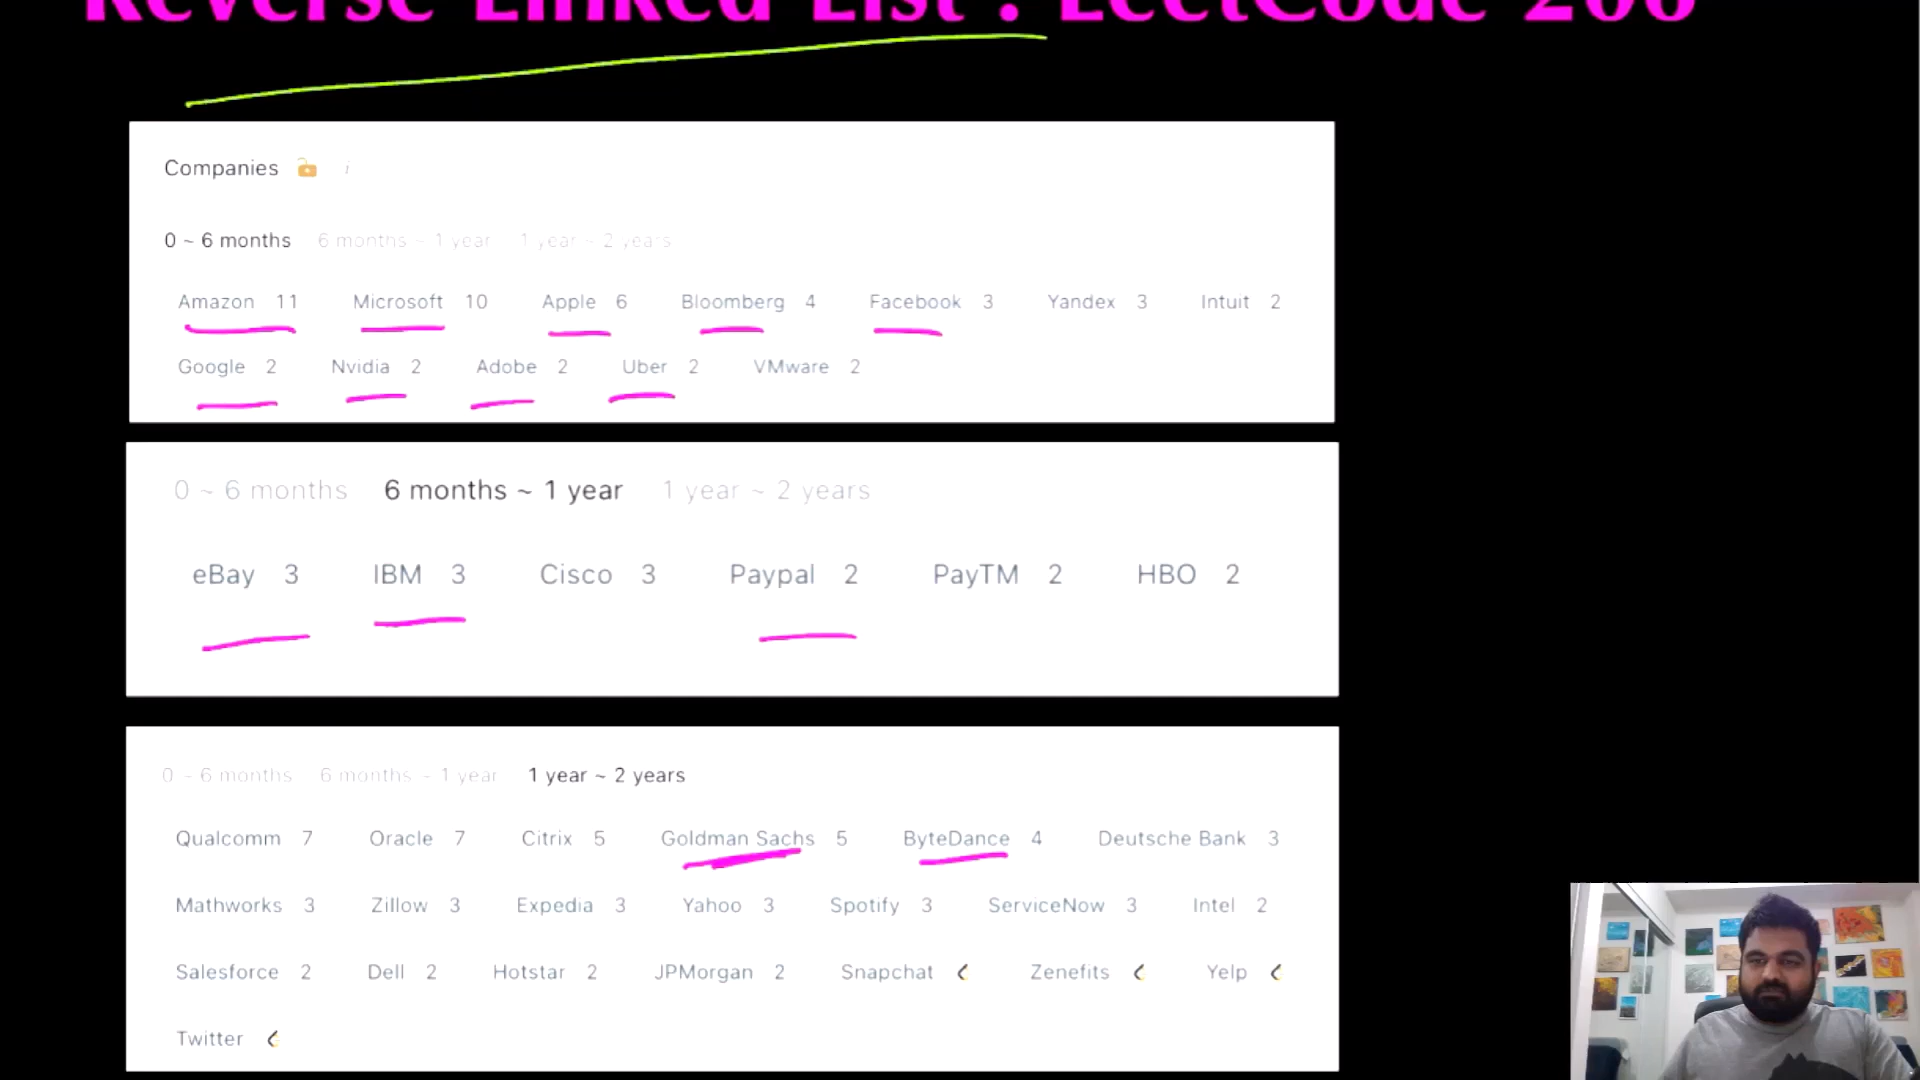 Reverse Linked List : LeetCode 206
Companies i
0 ~ 6 months 6 months ~ 1 year 1 year ~ 2 years
Amazon 11 Microsoft 10 Apple 6 Bloomberg 4 Facebook 3 Yandex 3 Intuit 2
Google 2 Nvidia 2 Adobe 2 Uber 2 VMware 2
0 ~ 6 months 6 months ~ 1 year 1 year ~ 2 years
eBay 3 IBM 3 Cisco 3 Paypal 2 PayTM 2 HBO 2
0 ~ 6 months 6 months ~ 1 year 1 year ~ 2 years
Qualcomm 7 Oracle 7 Citrix 5 Goldman Sachs 5 ByteDance 4 Deutsche Bank 3
Mathworks 3 Zillow 3 Expedia 3 Yahoo 3 Spotify 3 ServiceNow 3 Intel 2
Salesforce 2 Dell 2 Hotstar 2 JPMorgan 2 Snapchat Zenefits Yelp
Twitter